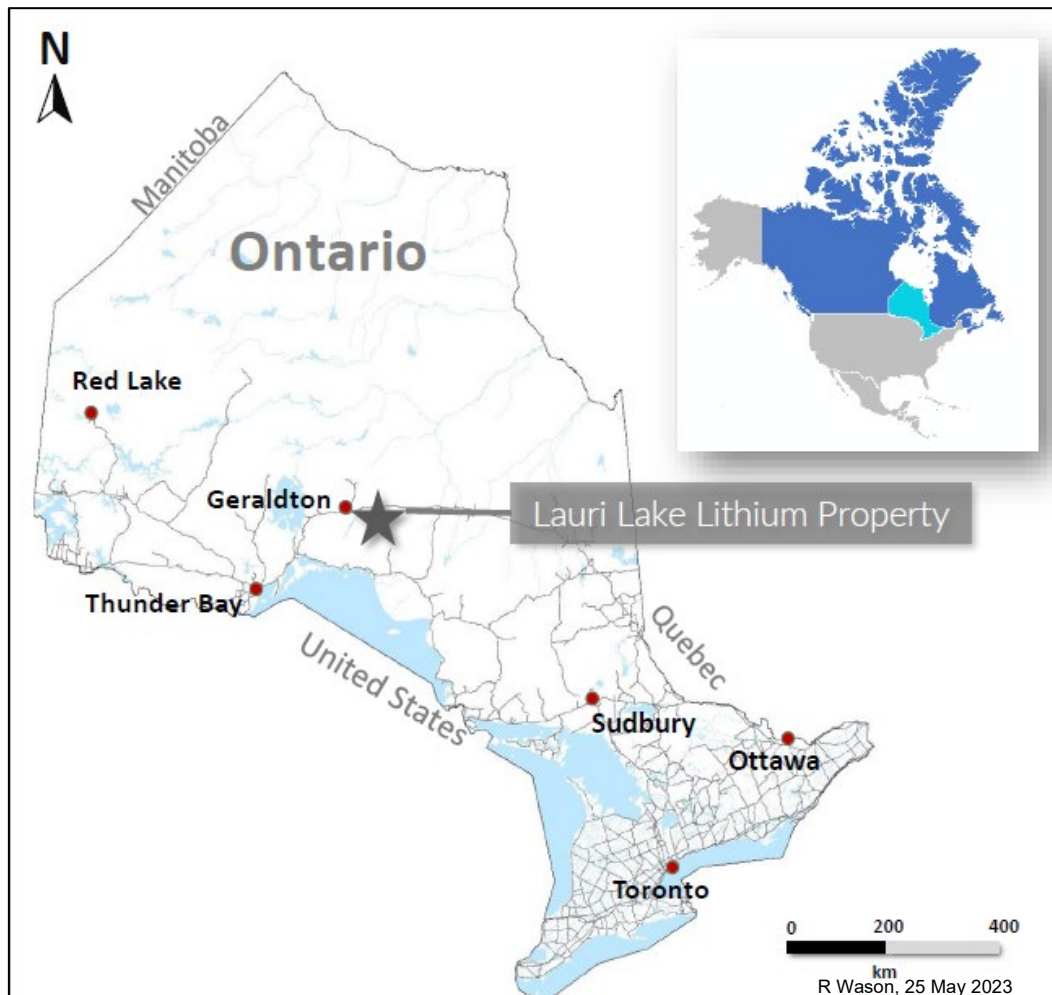 N
Manitoba
Ontario
Red Lake
Geraldton
Lauri Lake Lithium Property
Thunder Bay
United States
Quebec
Sudbury
Ottawa
Toronto
0 200 400
km
R Wason, 25 May 2023